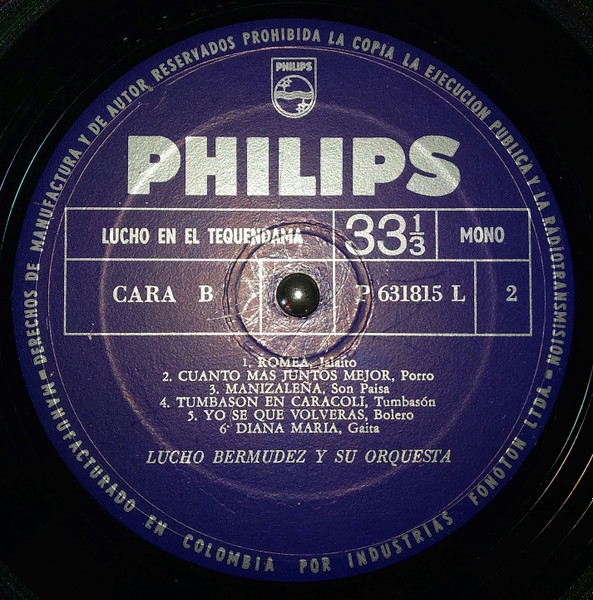 DERECHOS DE MANUFACTURA Y DE AUTOR RESERVADOS PROHIBIDA LA COPIA LA EJECUCION PUBLICA Y LA RADIOTRANSMISION
PHILIPS
PHILIPS
LUCHO EN EL TEQUENDAMA
33 1/3
MONO
CARA B
P 631815 L
2
1. ROMEA, Jalaito
2. CUANTO MAS JUNTOS MEJOR, Porro
3. MANIZALEÑA, Son Paisa
4. TUMBASON EN CARACOLI, Tumbasón
5. YO SE QUE VOLVERAS, Bolero
6. DIANA MARIA, Gaita
LUCHO BERMUDEZ Y SU ORQUESTA
MANUFACTURADO EN COLOMBIA POR INDUSTRIAS FONOTON LTDA.